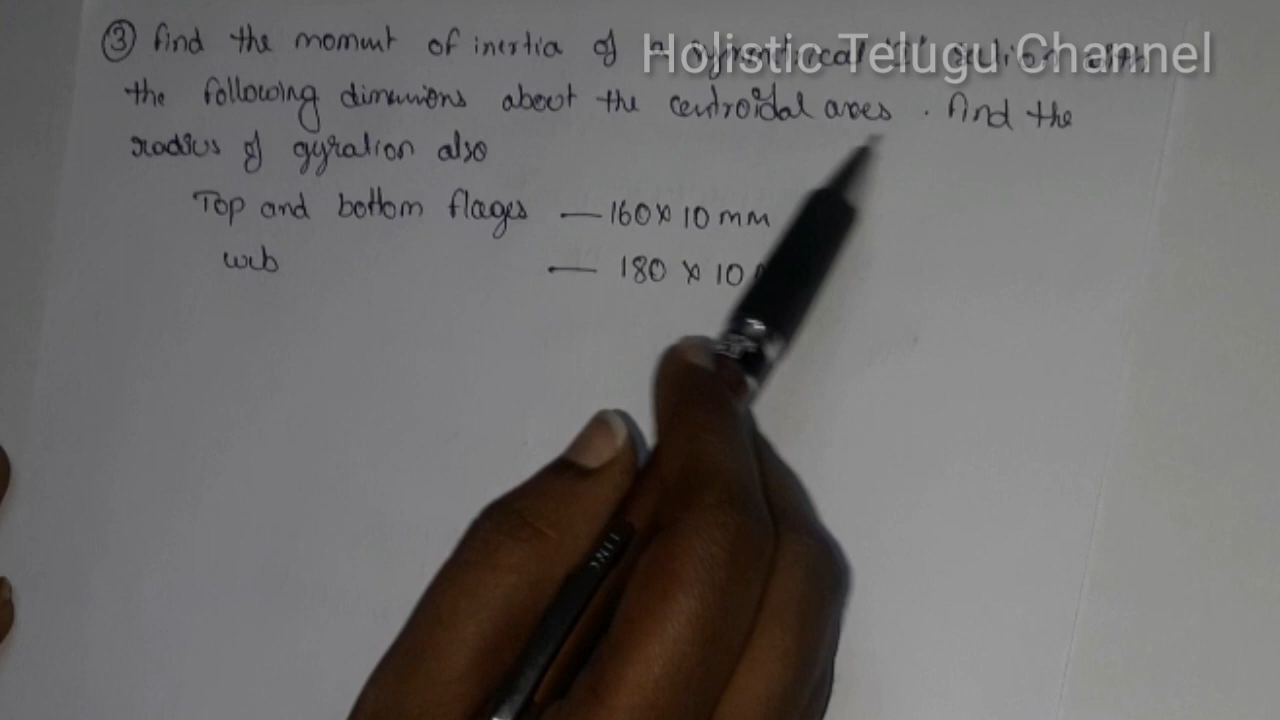 Holistic Telugu Channel
③ find the moment of inertia of a symmetrical
the following dimensions about the centroidal axes . find the
radius of gyration also
Top and bottom flages — 160 x 10 mm
web — 180 x 10